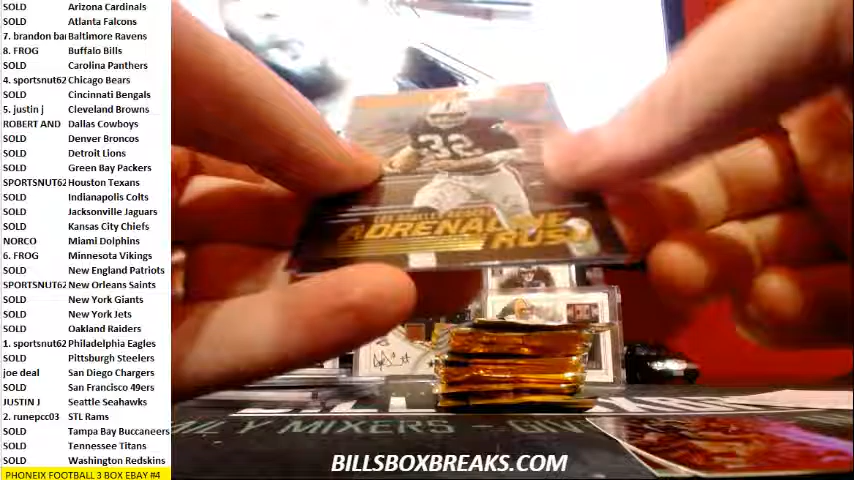 SOLD Arizona Cardinals
SOLD Atlanta Falcons
7. brandon bar Baltimore Ravens
8. FROG Buffalo Bills
SOLD Carolina Panthers
4. sportsnut62 Chicago Bears
SOLD Cincinnati Bengals
5. justin j Cleveland Browns
ROBERT AND Dallas Cowboys
SOLD Denver Broncos
SOLD Detroit Lions
SOLD Green Bay Packers
SPORTSNUT62 Houston Texans
SOLD Indianapolis Colts
SOLD Jacksonville Jaguars
SOLD Kansas City Chiefs
NORCO Miami Dolphins
6. FROG Minnesota Vikings
SOLD New England Patriots
SPORTSNUT62 New Orleans Saints
SOLD New York Giants
SOLD New York Jets
SOLD Oakland Raiders
1. sportsnut62 Philadelphia Eagles
SOLD Pittsburgh Steelers
joe deal San Diego Chargers
SOLD San Francisco 49ers
JUSTIN J Seattle Seahawks
2. runepcc03 STL Rams
SOLD Tampa Bay Buccaneers
SOLD Tennessee Titans
SOLD Washington Redskins
PHONEIX FOOTBALL 3 BOX EBAY #4
32
ADRENALINE
RUSH
DAILY MIXERS -
BILLSBOXBREAKS.COM